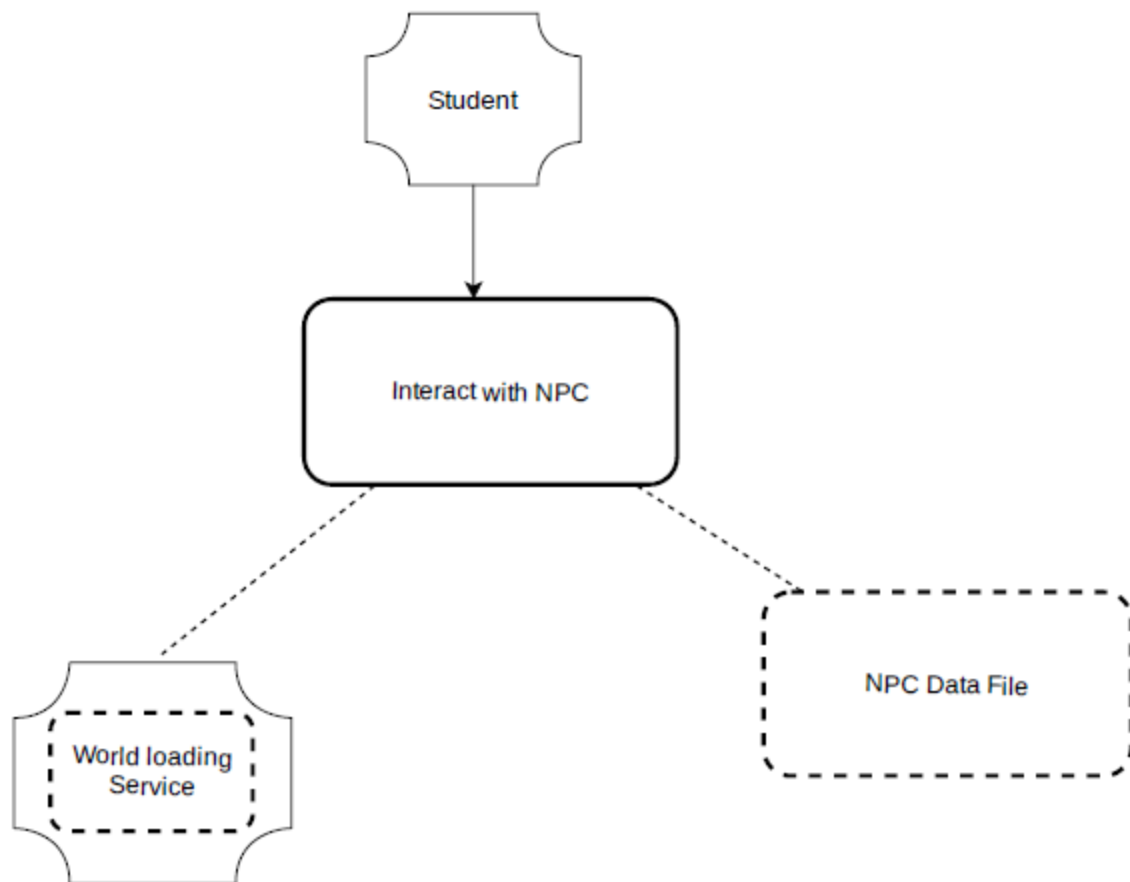 Student
Interact with NPC
NPC Data File
World loading
Service